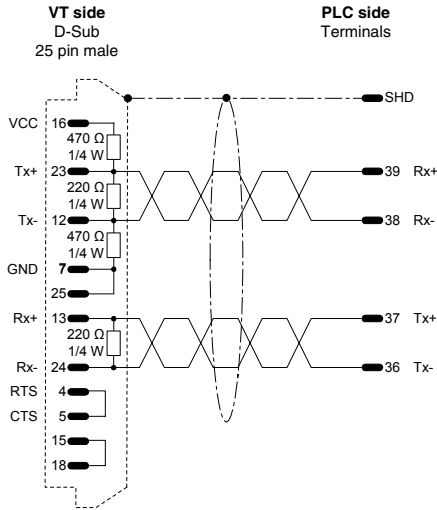 VT side
D-Sub
25 pin male
PLC side
Terminals
SHD
VCC 16
470 Ω
1/4 W
Tx+ 23 39 Rx+
220 Ω
1/4 W
Tx- 12 38 Rx-
470 Ω
1/4 W
GND 7
25
Rx+ 13 37 Tx+
220 Ω
1/4 W
Rx- 24 36 Tx-
RTS 4
CTS 5
15
18